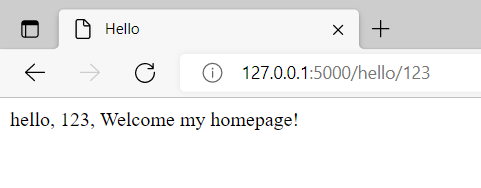 Hello
127.0.0.1:5000/hello/123
hello, 123, Welcome my homepage!